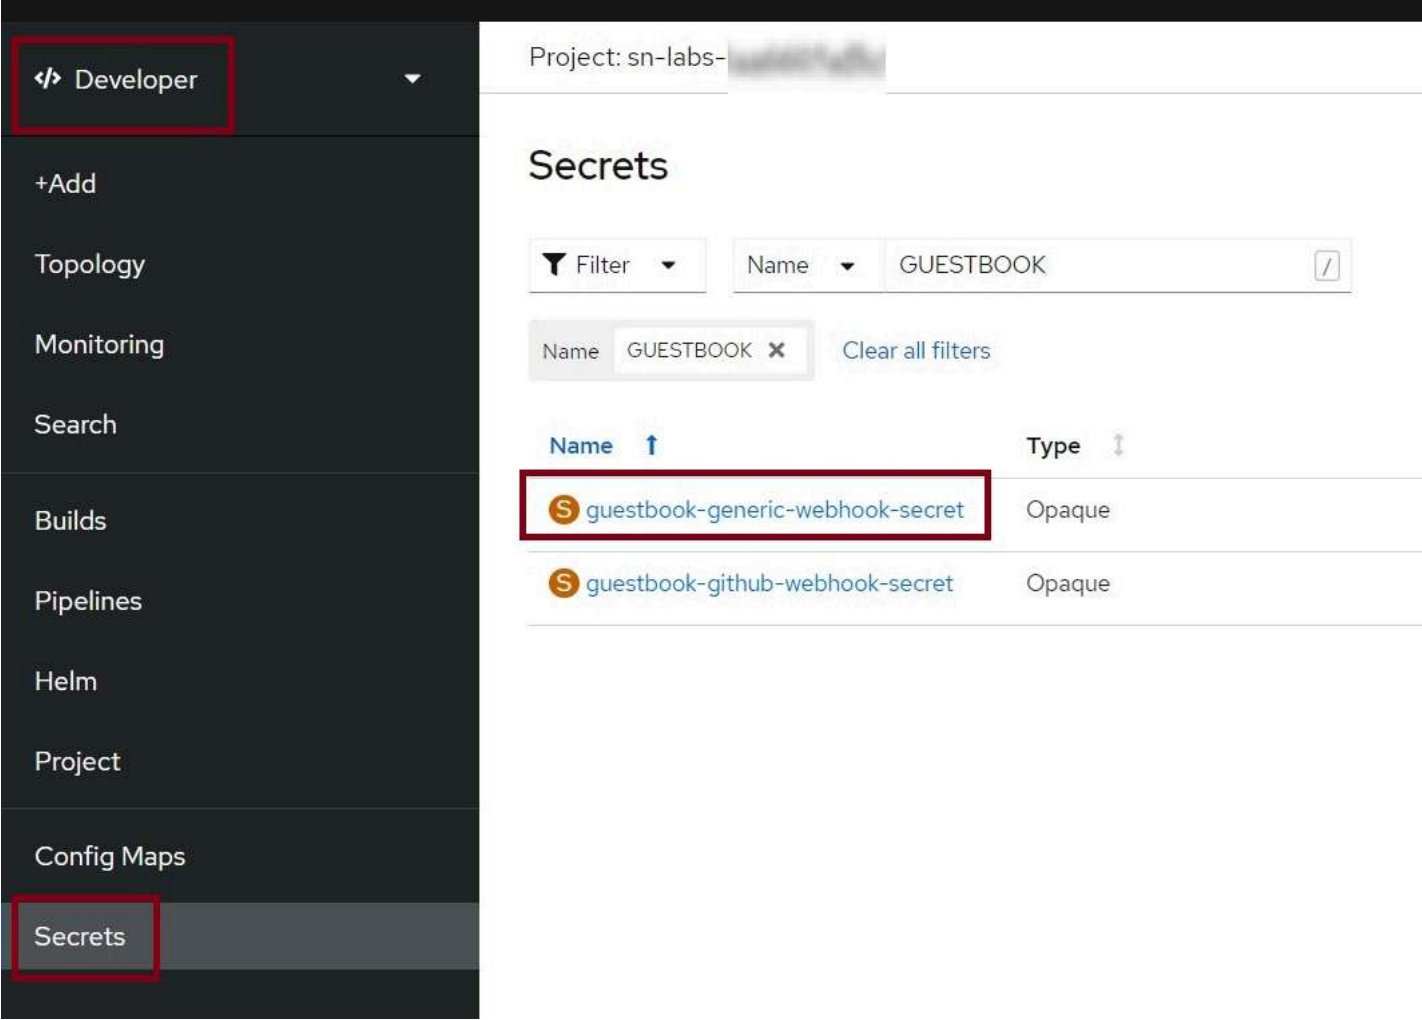 </> Developer
+Add
Topology
Monitoring
Search
Builds
Pipelines
Helm
Project
Config Maps
Secrets
Project: sn-labs-
Secrets
Filter Name GUESTBOOK /
Name GUESTBOOK × Clear all filters
Name Type
S guestbook-generic-webhook-secret Opaque
S guestbook-github-webhook-secret Opaque